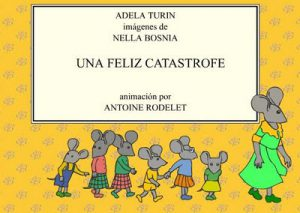 ADELA TURIN
imágenes de
NELLA BOSNIA
UNA FELIZ CATASTROFE
animación por
ANTOINE RODELET